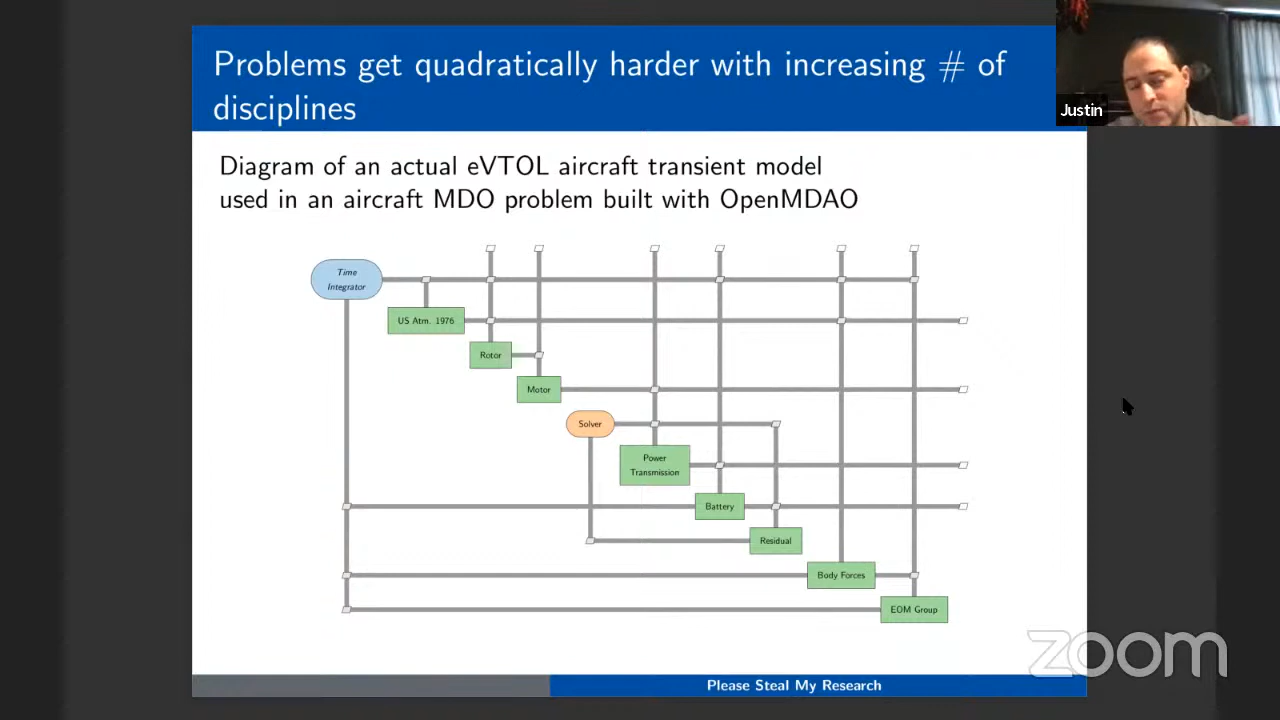 Problems get quadratically harder with increasing # of
disciplines
Justin
Diagram of an actual eVTOL aircraft transient model
used in an aircraft MDO problem built with OpenMDAO
Time
Integrator
US Atm. 1976
Rotor
Motor
Solver
Power
Transmission
Battery
Residual
Body Forces
EOM Group
zoom
Please Steal My Research